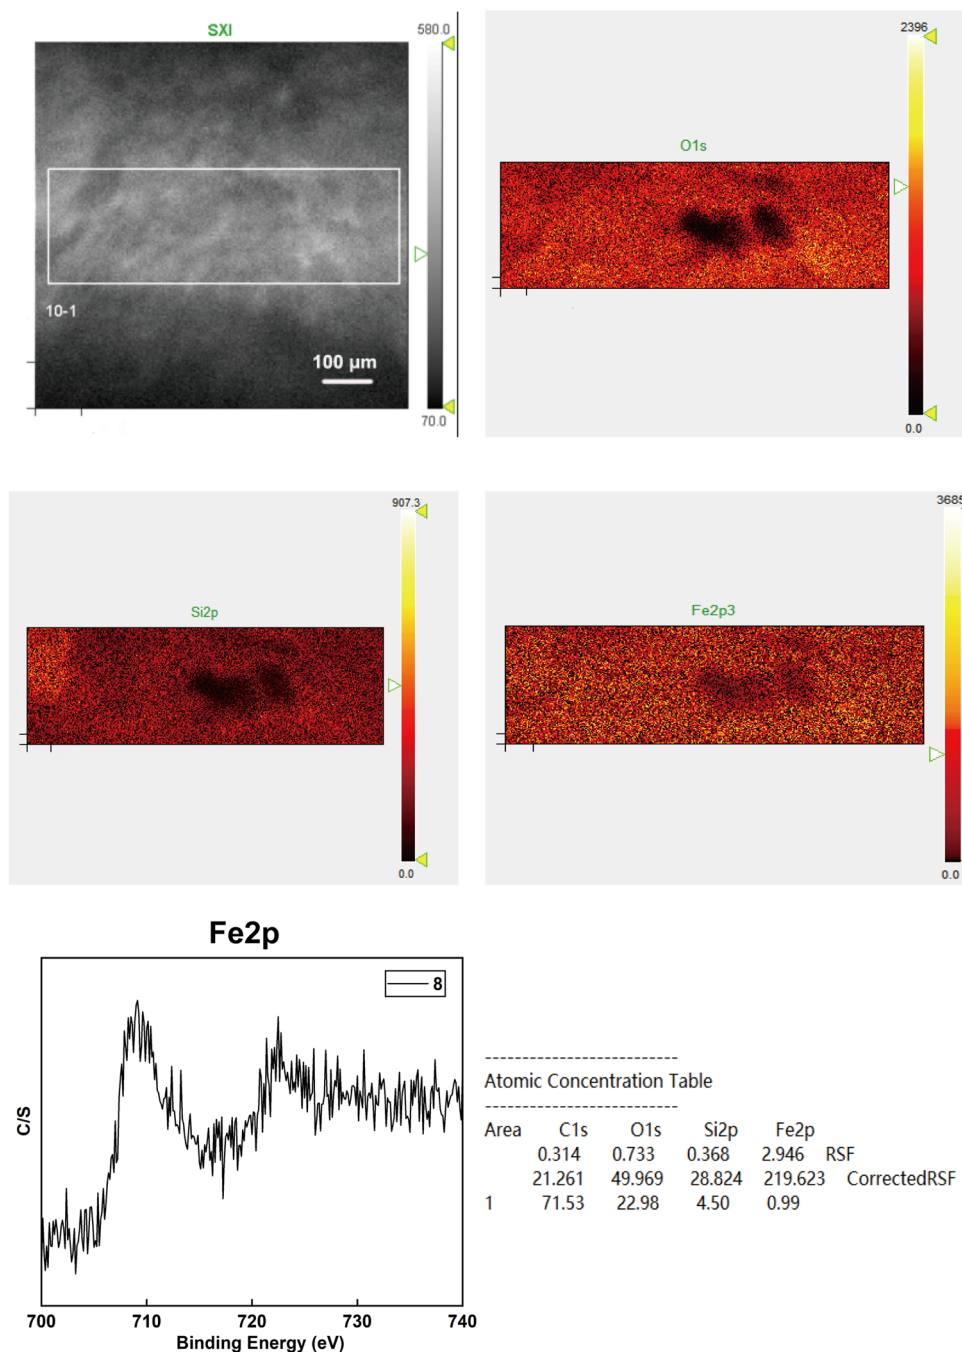 SXI
580.0
10-1
100 μm
70.0
2396
O1s
0.0
907.3
Si2p
0.0
3685
Fe2p3
0.0
Fe2p
8
C/S
700 710 720 730 740
Binding Energy (eV)
---------------------------
Atomic Concentration Table
---------------------------
Area C1s O1s Si2p Fe2p
0.314 0.733 0.368 2.946 RSF
21.261 49.969 28.824 219.623 CorrectedRSF
1 71.53 22.98 4.50 0.99